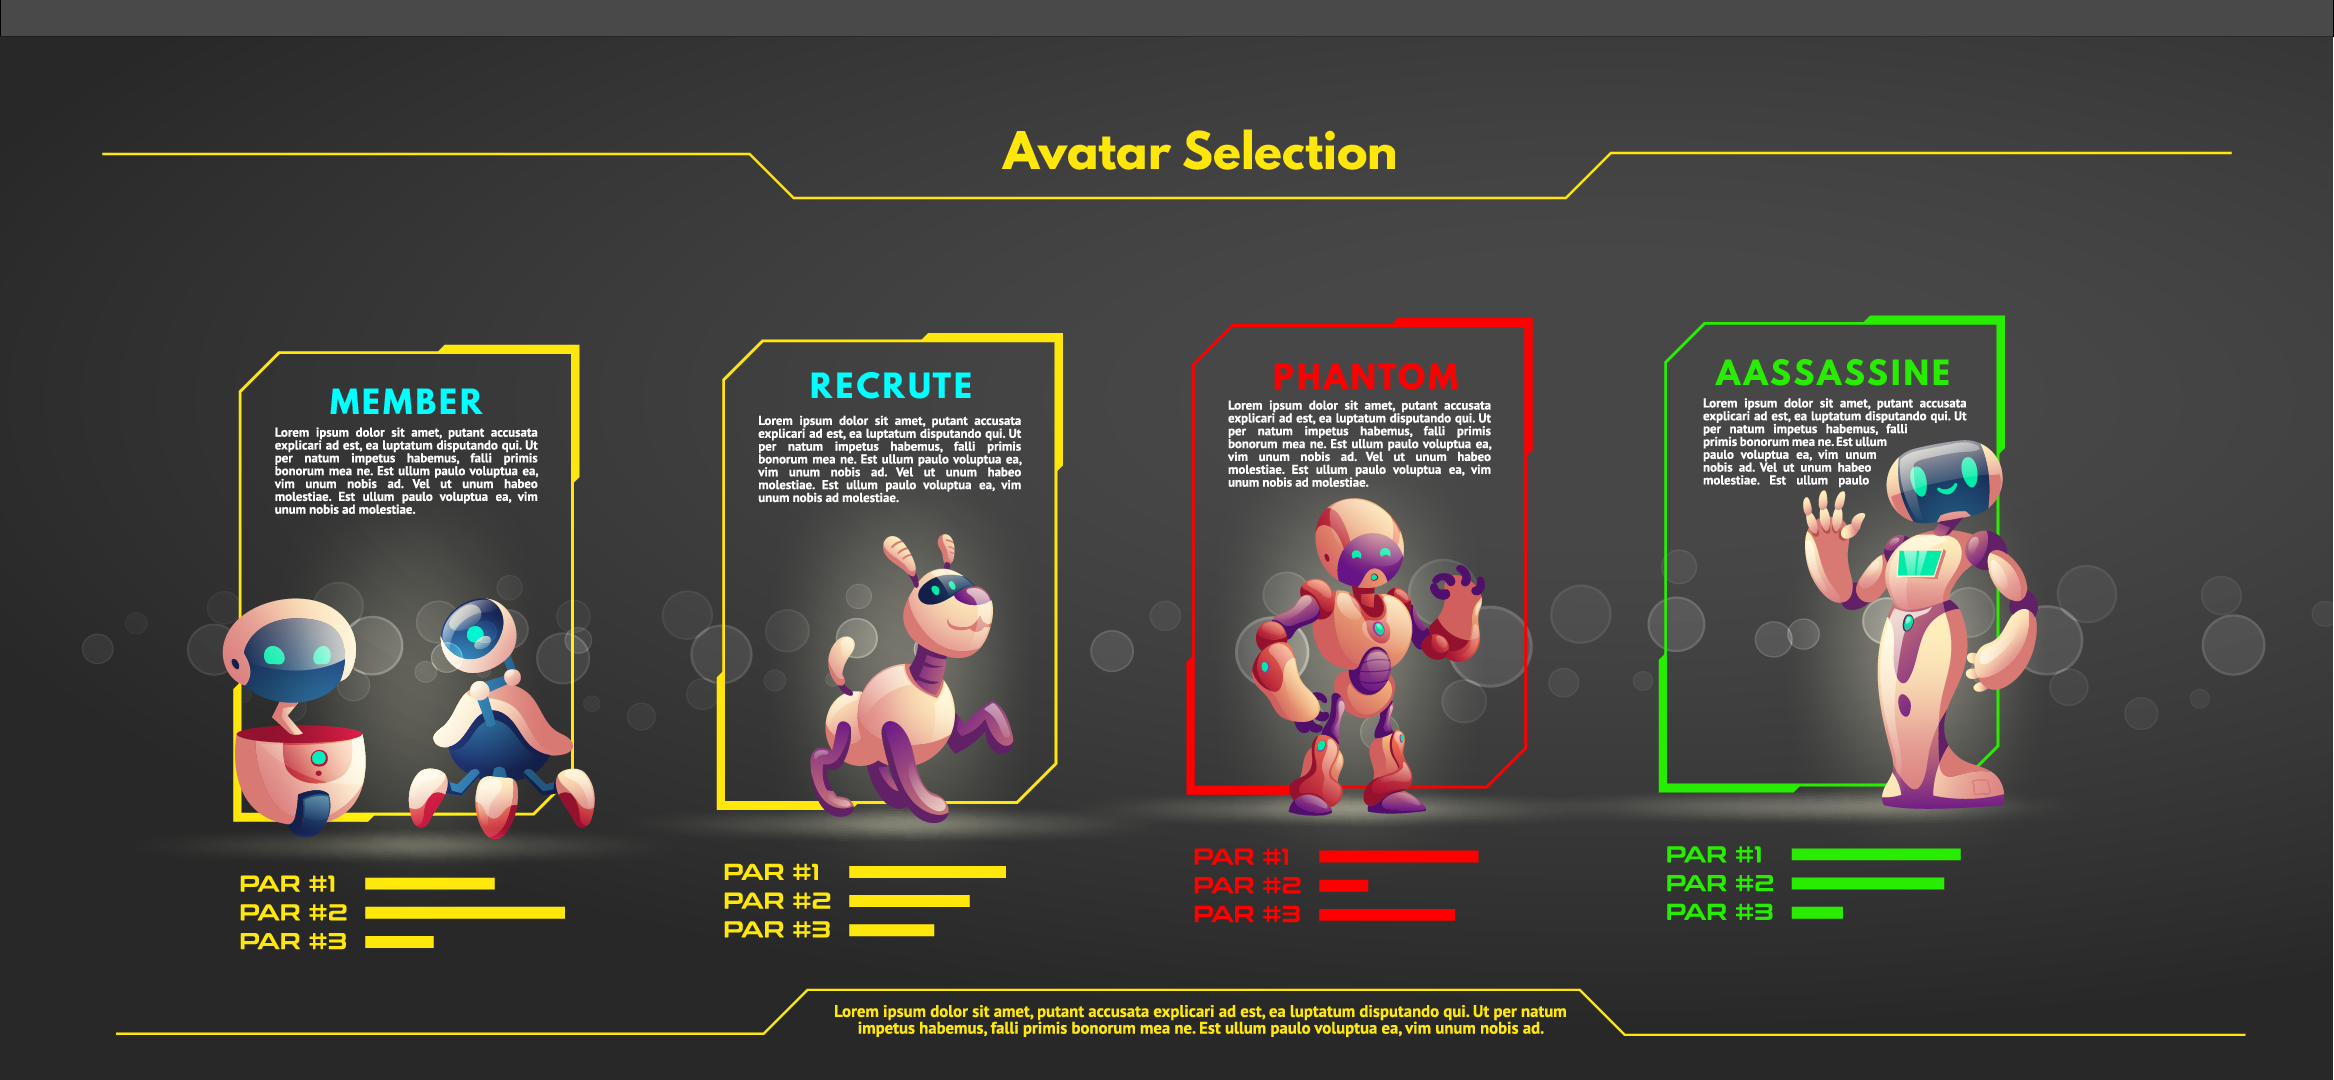 Avatar Selection
MEMBER
Lorem ipsum dolor sit amet, putant accusata
explicari ad est, ea luptatum disputando qui. Ut
per natum impetus habemus, falli primis
bonorum mea ne. Est ullum paulo voluptua ea,
vim unum nobis ad. Vel ut unum habeo
molestiae. Est ullum paulo voluptua ea, vim
unum nobis ad molestiae.
PAR #1
PAR #2
PAR #3
RECRUTE
Lorem ipsum dolor sit amet, putant accusata
explicari ad est, ea luptatum disputando qui. Ut
per natum impetus habemus, falli primis
bonorum mea ne. Est ullum paulo voluptua ea,
vim unum nobis ad. Vel ut unum habeo
molestiae. Est ullum paulo voluptua ea, vim
unum nobis ad molestiae.
PAR #1
PAR #2
PAR #3
PHANTOM
Lorem ipsum dolor sit amet, putant accusata
explicari ad est, ea luptatum disputando qui. Ut
per natum impetus habemus, falli primis
bonorum mea ne. Est ullum paulo voluptua ea,
vim unum nobis ad. Vel ut unum habeo
molestiae. Est ullum paulo voluptua ea, vim
unum nobis ad molestiae.
PAR #1
PAR #2
PAR #3
AASSASSINE
Lorem ipsum dolor sit amet, putant accusata
explicari ad est, ea luptatum disputando qui. Ut
per natum impetus habemus, falli
primis bonorum mea ne. Est ullum
paulo voluptua ea, vim unum
nobis ad. Vel ut unum habeo
molestiae. Est ullum paulo
PAR #1
PAR #2
PAR #3
Lorem ipsum dolor sit amet, putant accusata explicari ad est, ea luptatum disputando qui. Ut per natum
impetus habemus, falli primis bonorum mea ne. Est ullum paulo voluptua ea, vim unum nobis ad.